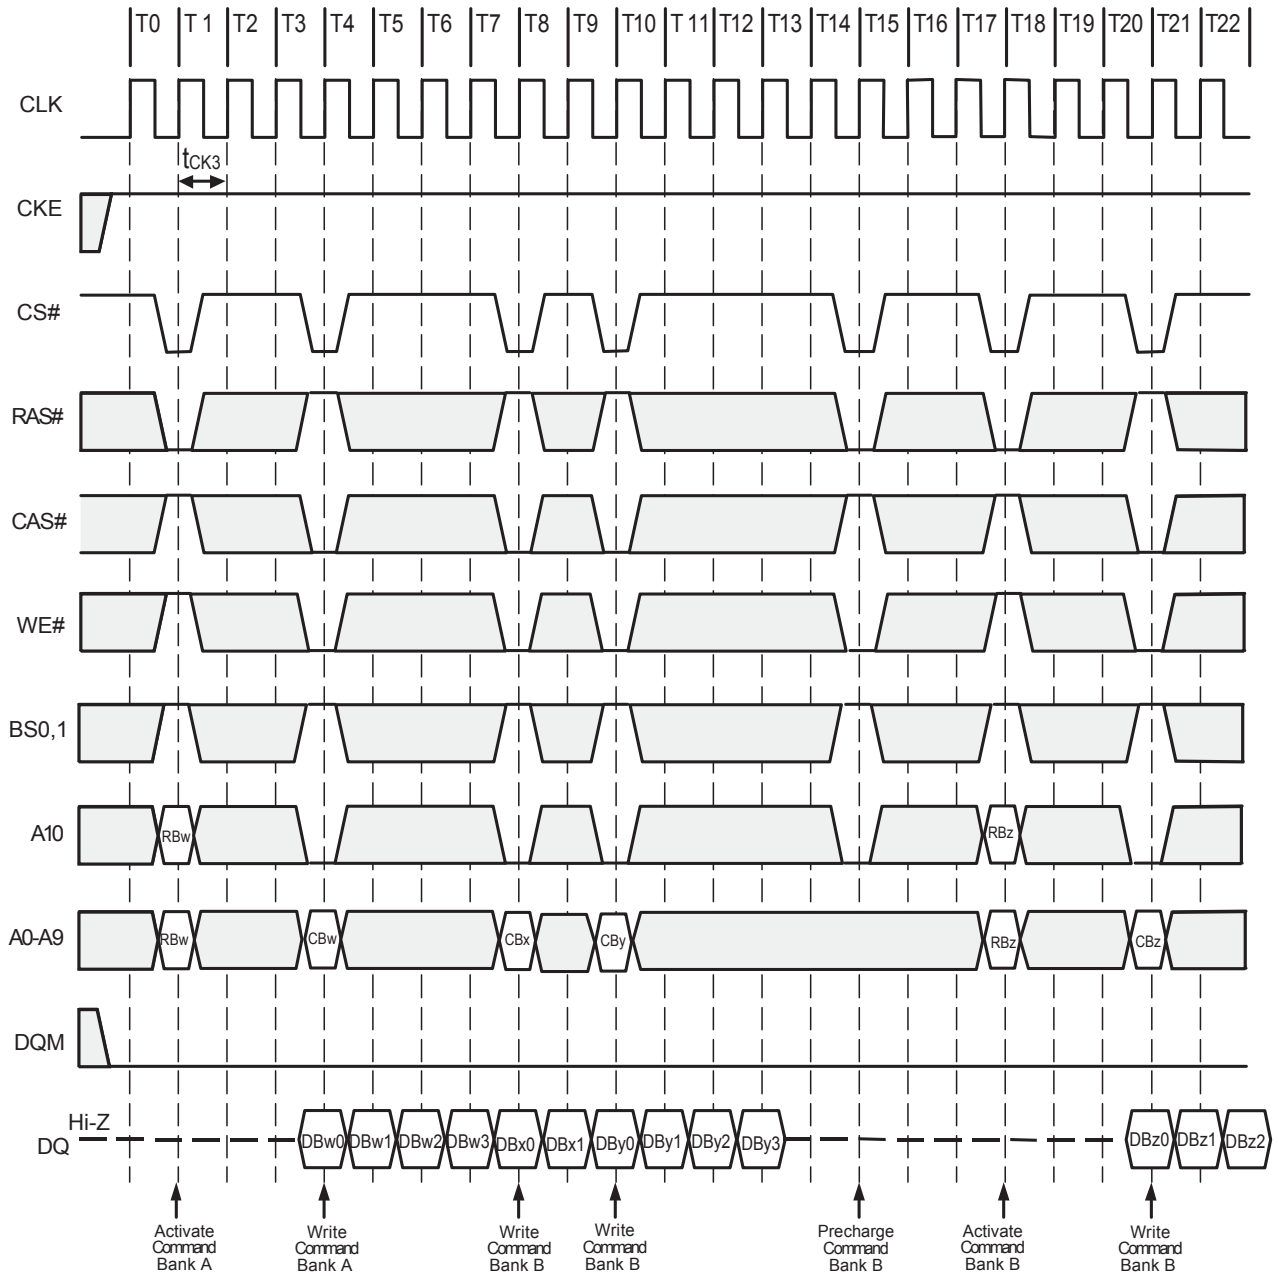 T0 T 1 T2 T3 T4 T5 T6 T7 T8 T9 T10 T 11 T12 T13 T14 T15 T16 T17 T18 T19 T20 T21 T22
CLK
tCK3
CKE
CS#
RAS#
CAS#
WE#
BS0,1
A10
RBw RBz
A0-A9
RBw CBw CBx CBy RBz CBz
DQM
Hi-Z
DQ
DBw0 DBw1 DBw2 DBw3 DBx0 DBx1 DBy0 DBy1 DBy2 DBy3 DBz0 DBz1 DBz2
Activate
Command
Bank A
Write
Command
Bank A
Write
Command
Bank B
Write
Command
Bank B
Precharge
Command
Bank B
Activate
Command
Bank B
Write
Command
Bank B